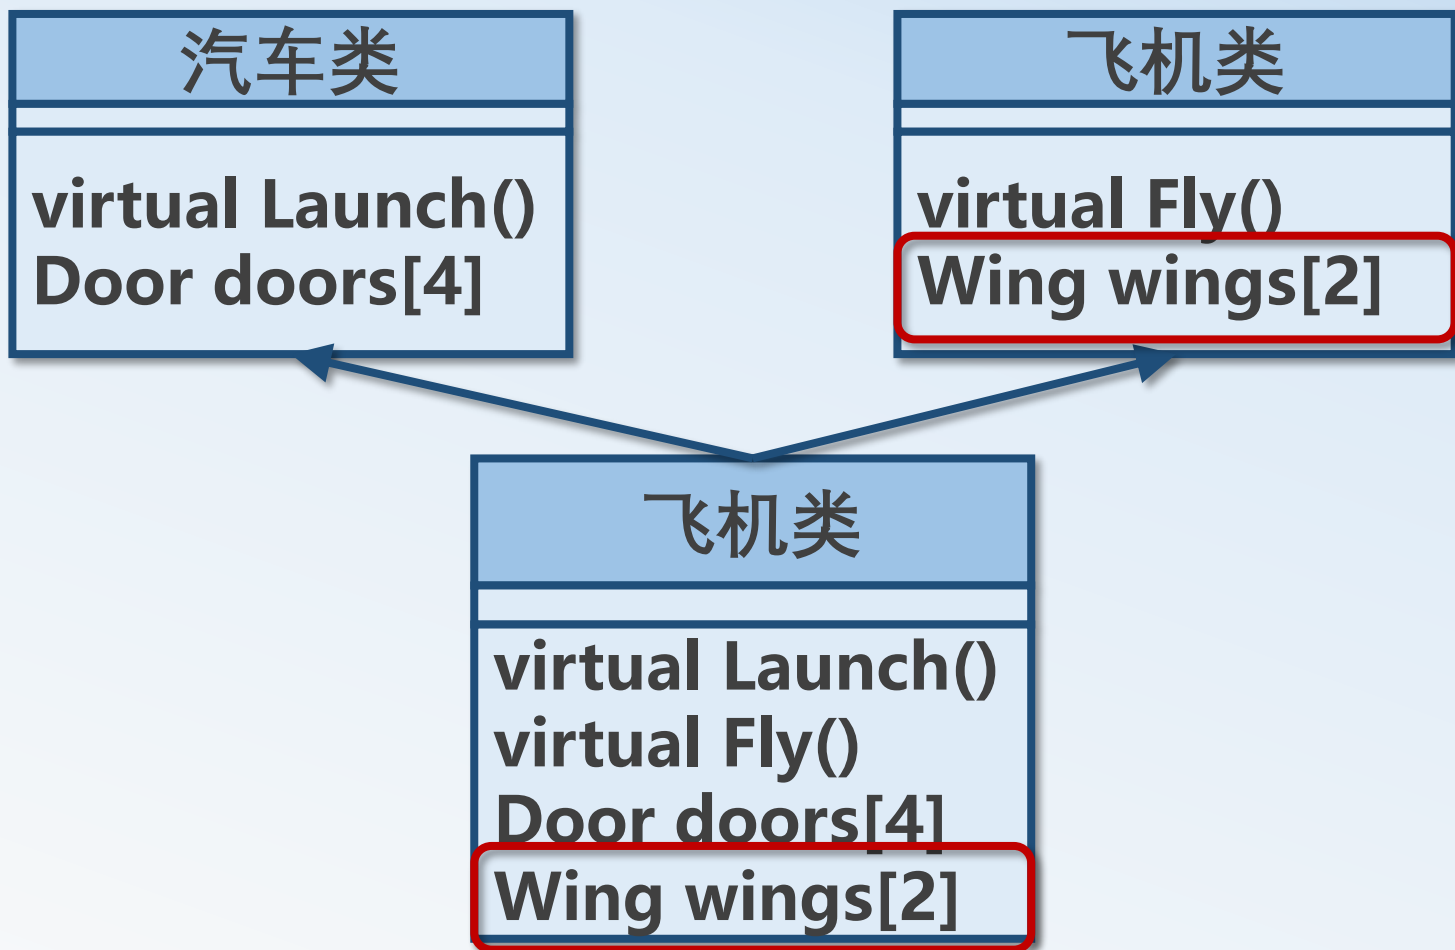 汽车类
virtual Launch()
Door doors[4]
飞机类
virtual Fly()
Wing wings[2]
飞机类
virtual Launch()
virtual Fly()
Door doors[4]
Wing wings[2]